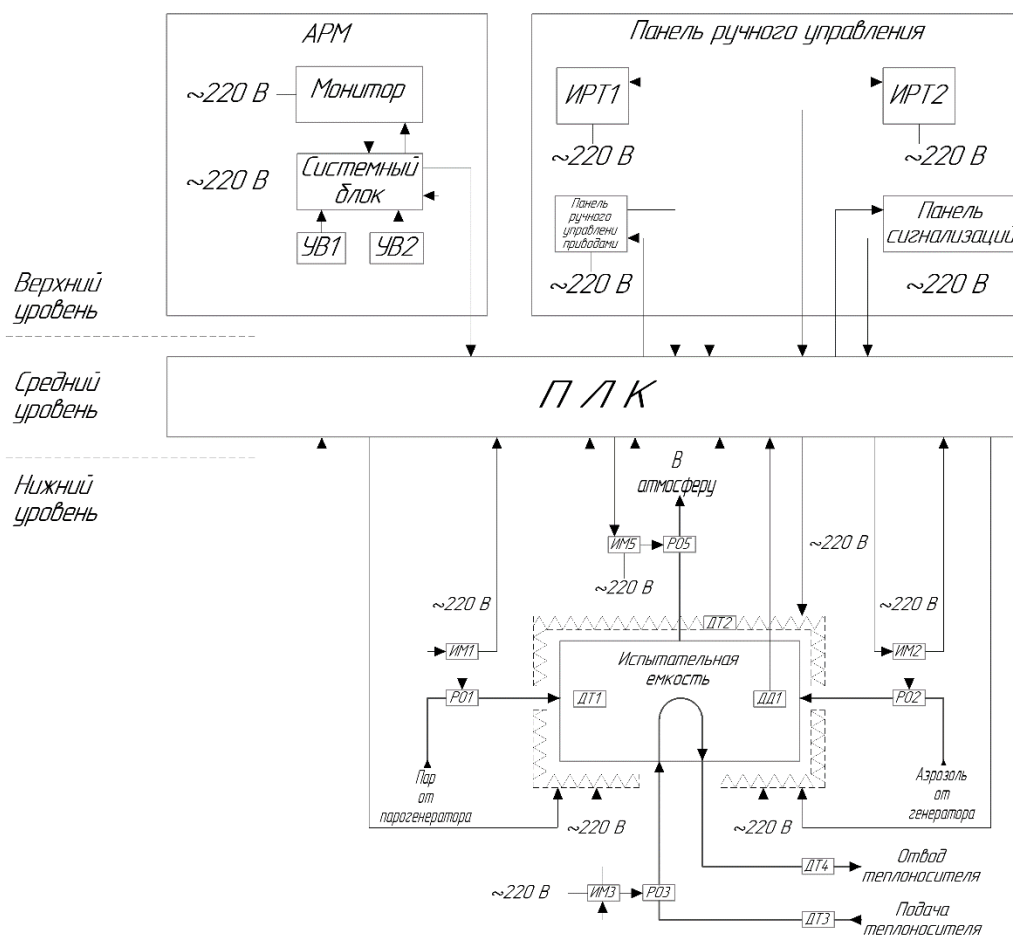 АРМ
Панель ручного управления
~220 В
Монитор
ИРТ1
ИРТ2
~220 В
~220 В
~220 В
Системный
блок
Панель
ручного
управлени
приводами
Панель
сигнализаций
УВ1
УВ2
~220 В
~220 В
Верхний
уровень
Средний
уровень
ПЛК
Нижний
уровень
В
атмосферу
ИМ5
РО5
~220 В
~220 В
~220 В
~220 В
ДТ2
ИМ1
Испытательная
емкость
ИМ2
РО1
ДТ1
ДД1
РО2
Пар
от
парогенератора
Аэрозоль
от
генератора
~220 В
~220 В
ДТ4
Отвод
теплоносителя
~220 В
ИМ3
РО3
ДТ3
Подача
теплоносителя